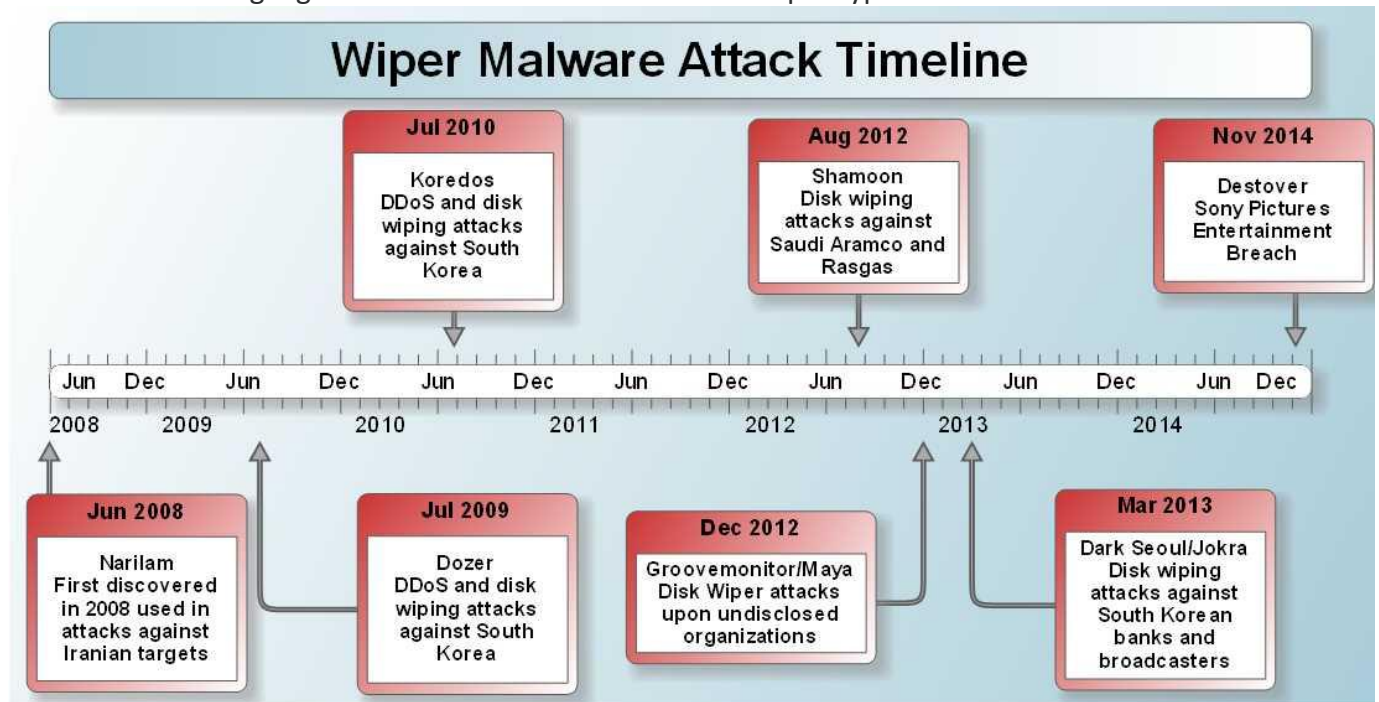 Wiper Malware Attack Timeline
Jul 2010
Koredos
DDoS and disk
wiping attacks
against South
Korea
Aug 2012
Shamoon
Disk wiping
attacks against
Saudi Aramco and
Rasgas
Nov 2014
Destover
Sony Pictures
Entertainment
Breach
Jun Dec Jun Dec Jun Dec Jun Dec Jun Dec Jun Dec Jun Dec
2008 2009 2010 2011 2012 2013 2014
Jun 2008
Narilam
First discovered
in 2008 used in
attacks against
Iranian targets
Jul 2009
Dozer
DDoS and disk
wiping attacks
against South
Korea
Dec 2012
Groovemonitor/Maya
Disk Wiper attacks
upon undisclosed
organizations
Mar 2013
Dark Seoul/Jokra
Disk wiping
attacks against
South Korean
banks and
broadcasters